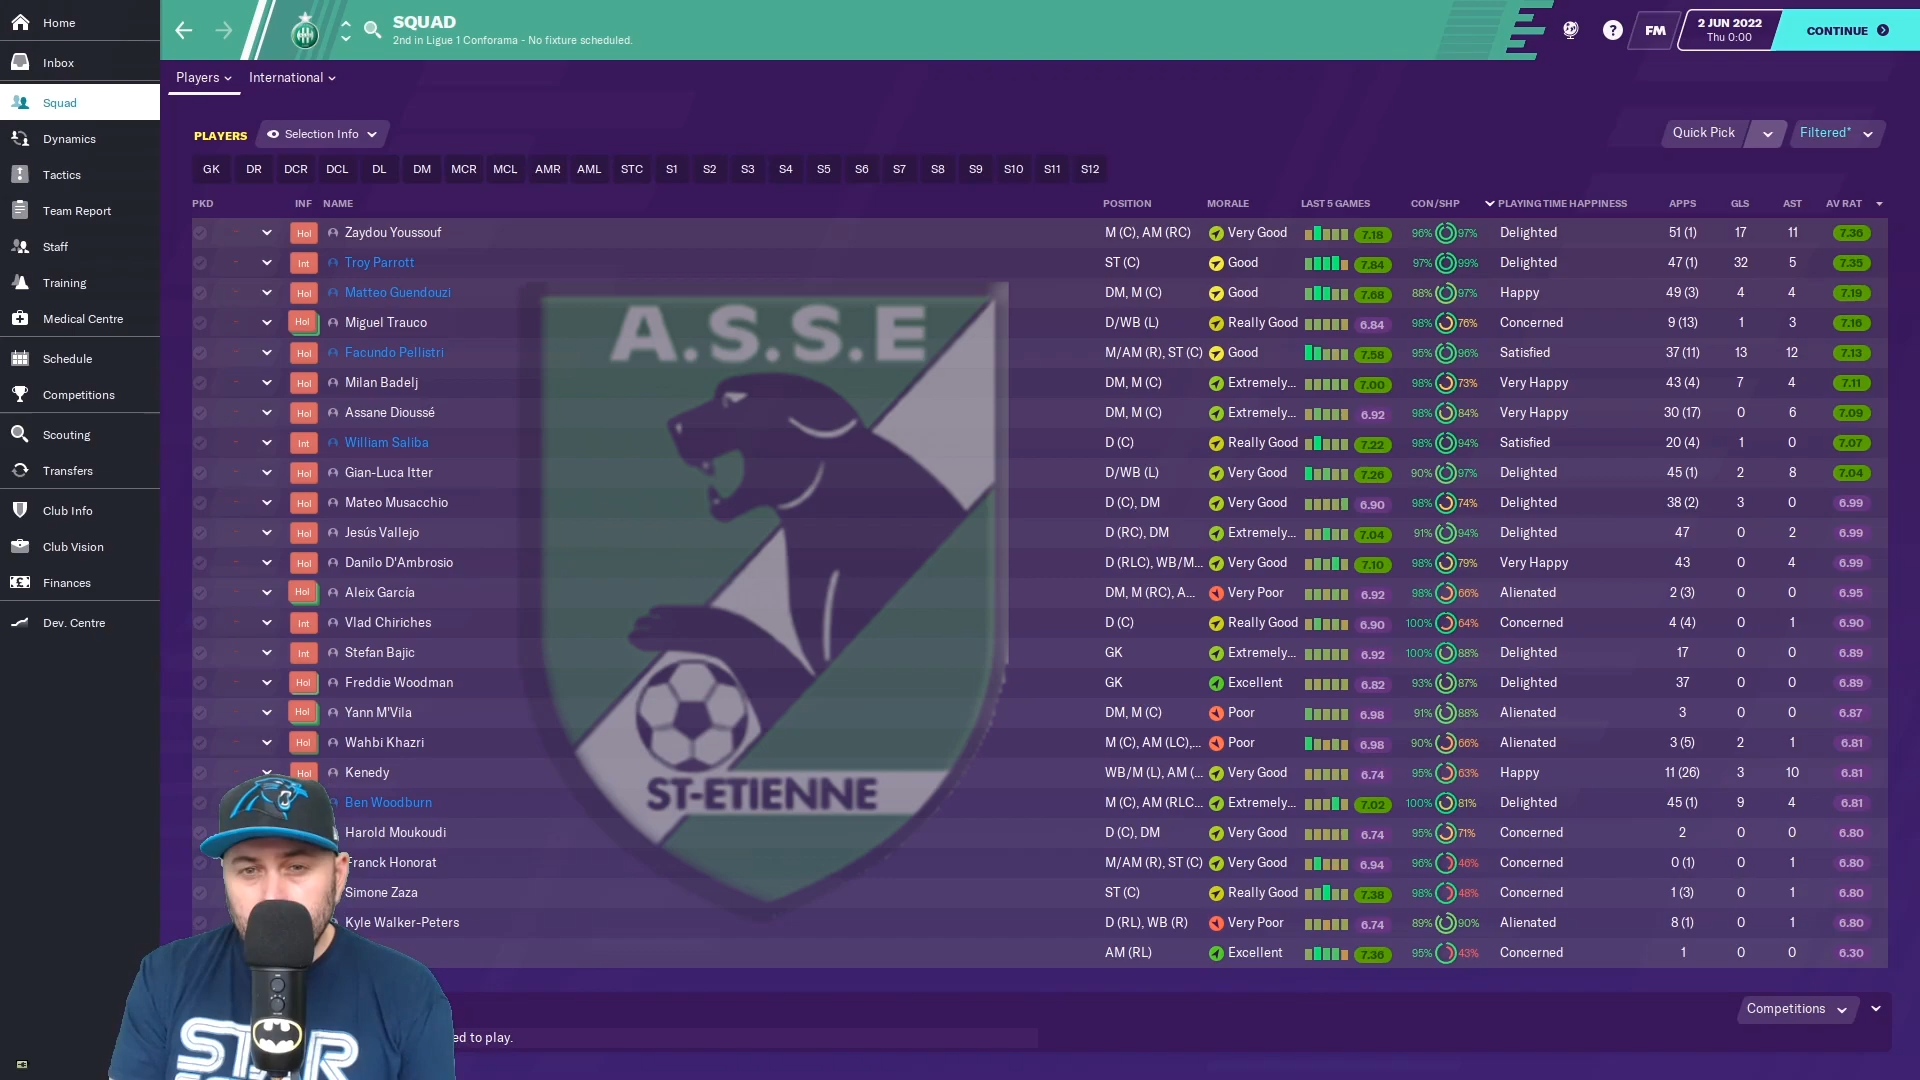 Home
Inbox
Squad
Dynamics
Tactics
Team Report
Staff
Training
Medical Centre
Schedule
Competitions
Scouting
Transfers
Club Info
Club Vision
Finances
Dev. Centre
SQUAD
2nd in Ligue 1 Conforama - No fixture scheduled.
FM
2 JUN 2022
Thu 0:00
CONTINUE
Players International
PLAYERS Selection Info Quick Pick Filtered*
GK DR DCR DCL DL DM MCR MCL AMR AML STC S1 S2 S3 S4 S5 S6 S7 S8 S9 S10 S11 S12
PKD INF NAME POSITION MORALE LAST 5 GAMES CON/SHP PLAYING TIME HAPPINESS APPS GLS AST AV RAT
Hol Zaydou Youssouf M (C), AM (RC) Very Good 7.18 96% 97% Delighted 51 (1) 17 11 7.36
Int Troy Parrott ST (C) Good 7.84 97% 99% Delighted 47 (1) 32 5 7.35
Hol Matteo Guendouzi DM, M (C) Good 7.68 88% 97% Happy 49 (3) 4 4 7.19
Hol Miguel Trauco D/WB (L) Really Good 6.84 98% 76% Concerned 9 (13) 1 3 7.16
Hol Facundo Pellistri M/AM (R), ST (C) Good 7.58 95% 96% Satisfied 37 (11) 13 12 7.13
Hol Milan Badelj DM, M (C) Extremely... 7.00 98% 73% Very Happy 43 (4) 7 4 7.11
Hol Assane Dioussé DM, M (C) Extremely... 6.92 98% 84% Very Happy 30 (17) 0 6 7.09
Int William Saliba D (C) Really Good 7.22 98% 94% Satisfied 20 (4) 1 0 7.07
Hol Gian-Luca Itter D/WB (L) Very Good 7.26 90% 97% Delighted 45 (1) 2 8 7.04
Hol Mateo Musacchio D (C), DM Very Good 6.90 98% 74% Delighted 38 (2) 3 0 6.99
Hol Jesús Vallejo D (RC), DM Extremely... 7.04 91% 94% Delighted 47 0 2 6.99
Hol Danilo D'Ambrosio D (RLC), WB/M... Very Good 7.10 98% 79% Very Happy 43 0 4 6.99
Hol Aleix García DM, M (RC), A... Very Poor 6.92 98% 66% Alienated 2 (3) 0 0 6.95
Int Vlad Chiriches D (C) Really Good 6.90 100% 64% Concerned 4 (4) 0 1 6.90
Int Stefan Bajic GK Extremely... 6.92 100% 88% Delighted 17 0 0 6.89
Hol Freddie Woodman GK Excellent 6.82 93% 87% Delighted 37 0 0 6.89
Hol Yann M'Vila DM, M (C) Poor 6.98 91% 88% Alienated 3 0 0 6.87
Hol Wahbi Khazri M (C), AM (LC),... Poor 6.98 90% 66% Alienated 3 (5) 2 1 6.81
Hol Kenedy WB/M (L), AM (... Very Good 6.74 95% 63% Happy 11 (26) 3 10 6.81
Ben Woodburn M (C), AM (RLC... Extremely... 7.02 100% 81% Delighted 45 (1) 9 4 6.81
Harold Moukoudi D (C), DM Very Good 6.74 95% 71% Concerned 2 0 0 6.80
Franck Honorat M/AM (R), ST (C) Very Good 6.94 96% 46% Concerned 0 (1) 0 1 6.80
Simone Zaza ST (C) Really Good 7.38 98% 48% Concerned 1 (3) 0 1 6.80
Kyle Walker-Peters D (RL), WB (R) Very Poor 6.74 89% 90% Alienated 8 (1) 0 1 6.80
AM (RL) Excellent 7.36 95% 43% Concerned 1 0 0 6.30
A.S.S.E
ST-ETIENNE
Competitions
ed to play.
STAR